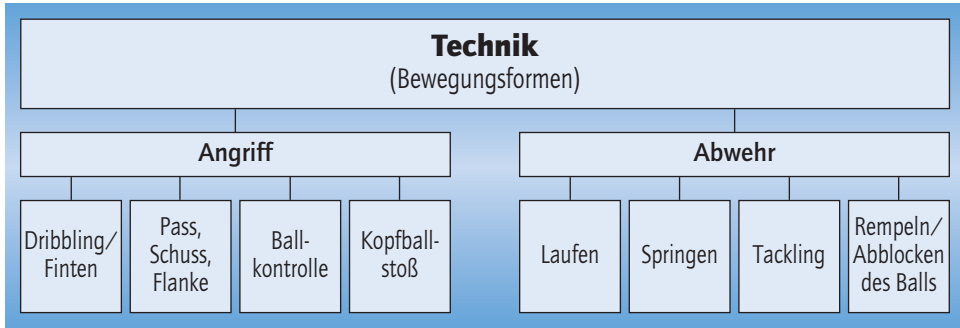 Technik
(Bewegungsformen)
Angriff
Abwehr
Dribbling/
Finten
Pass,
Schuss,
Flanke
Ball-
kontrolle
Kopfball-
stoß
Laufen
Springen
Tackling
Rempeln/
Abblocken
des Balls